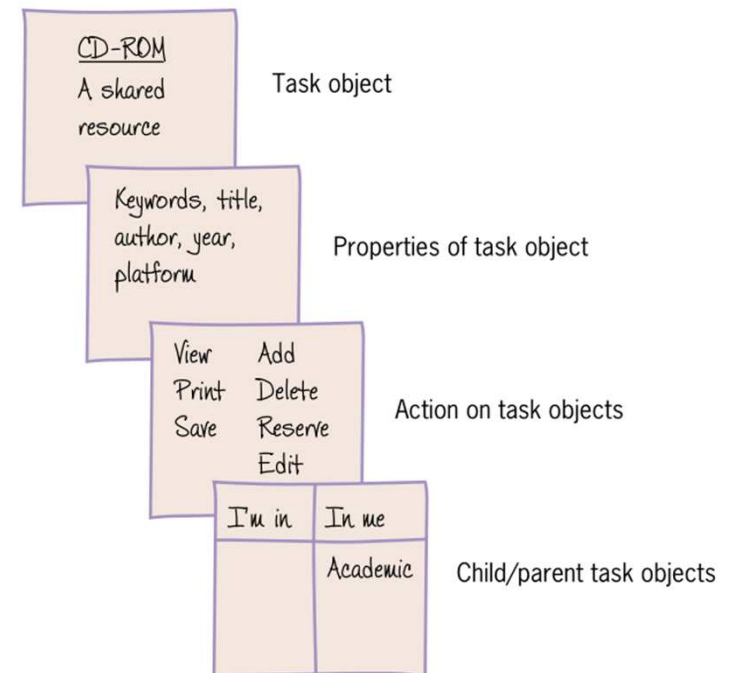 CD-ROM
A shared
resource
Task object
Keywords, title,
author, year,
platform
Properties of task object
View Add
Print Delete
Save Reserve
Edit
Action on task objects
I'm in In me
Academic
Child/parent task objects